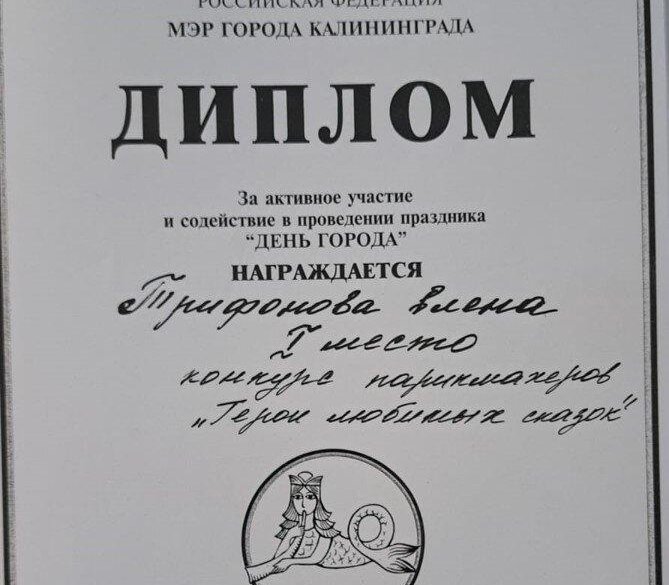 РОССИЙСКАЯ ФЕДЕРАЦИЯ
МЭР ГОРОДА КАЛИНИНГРАДА
ДИПЛОМ
За активное участие
и содействие в проведении праздника
“ДЕНЬ ГОРОДА”
НАГРАЖДАЕТСЯ
Трифонова Елена
I место
конкурс парикмахеров
„Герои любимых сказок"